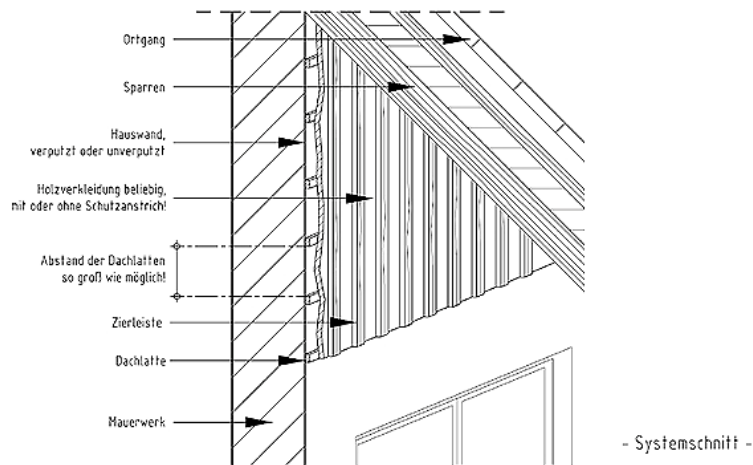 Ortgang
Sparren
Hauswand,
verputzt oder unverputzt
Holzverkleidung beliebig,
mit oder ohne Schutzanstrich!
Abstand der Dachlatten
so groß wie möglich!
Zierleiste
Dachlatte
Mauerwerk
- Systemschnitt -